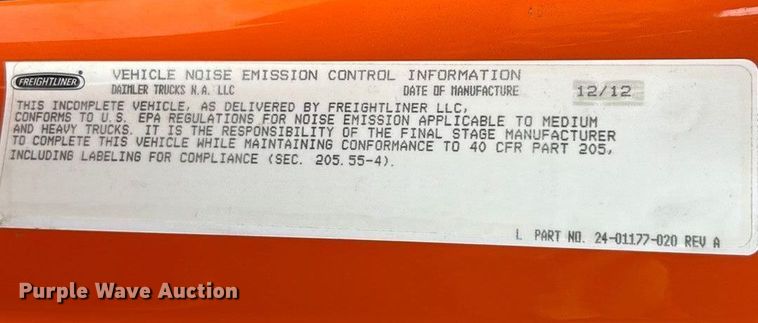 FREIGHTLINER
VEHICLE NOISE EMISSION CONTROL INFORMATION
DAIMLER TRUCKS N.A. LLC DATE OF MANUFACTURE 12/12
THIS INCOMPLETE VEHICLE, AS DELIVERED BY FREIGHTLINER LLC,
CONFORMS TO U.S. EPA REGULATIONS FOR NOISE EMISSION APPLICABLE TO MEDIUM
AND HEAVY TRUCKS. IT IS THE RESPONSIBILITY OF THE FINAL STAGE MANUFACTURER
TO COMPLETE THIS VEHICLE WHILE MAINTAINING CONFORMANCE TO 40 CFR PART 205,
INCLUDING LABELING FOR COMPLIANCE (SEC. 205.55-4).
L PART NO. 24-01177-020 REV A
Purple Wave Auction